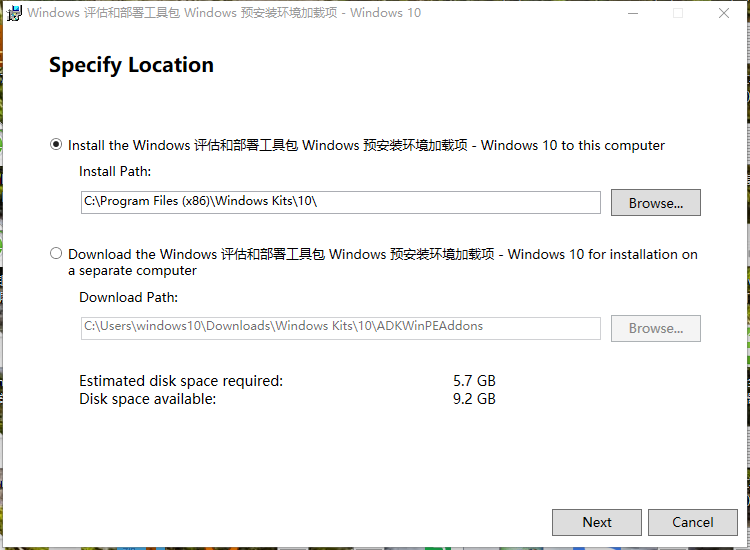 Windows 评估和部署工具包 Windows 预安装环境加载项 - Windows 10
Specify Location
Install the Windows 评估和部署工具包 Windows 预安装环境加载项 - Windows 10 to this computer
Install Path:
C:\Program Files (x86)\Windows Kits\10\
Browse...
Download the Windows 评估和部署工具包 Windows 预安装环境加载项 - Windows 10 for installation on
a separate computer
Download Path:
C:\Users\windows10\Downloads\Windows Kits\10\ADKWinPEAddons
Browse...
Estimated disk space required: 5.7 GB
Disk space available: 9.2 GB
Next
Cancel